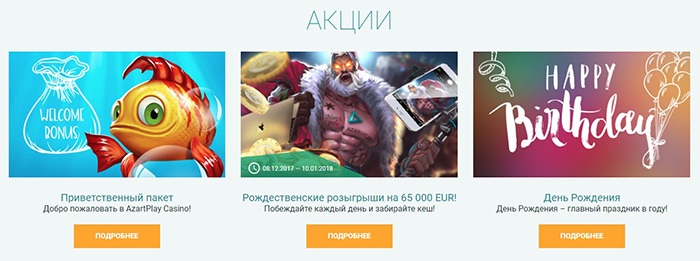 АКЦИИ
WELCOME
BONUS
08.12.2017 — 10.01.2018
HAPPY
Birthday
Приветственный пакет
Добро пожаловать в AzartPlay Casino!
ПОДРОБНЕЕ
Рождественские розыгрыши на 65 000 EUR!
Побеждайте каждый день и забирайте кеш!
ПОДРОБНЕЕ
День Рождения
День Рождения – главный праздник в году!
ПОДРОБНЕЕ